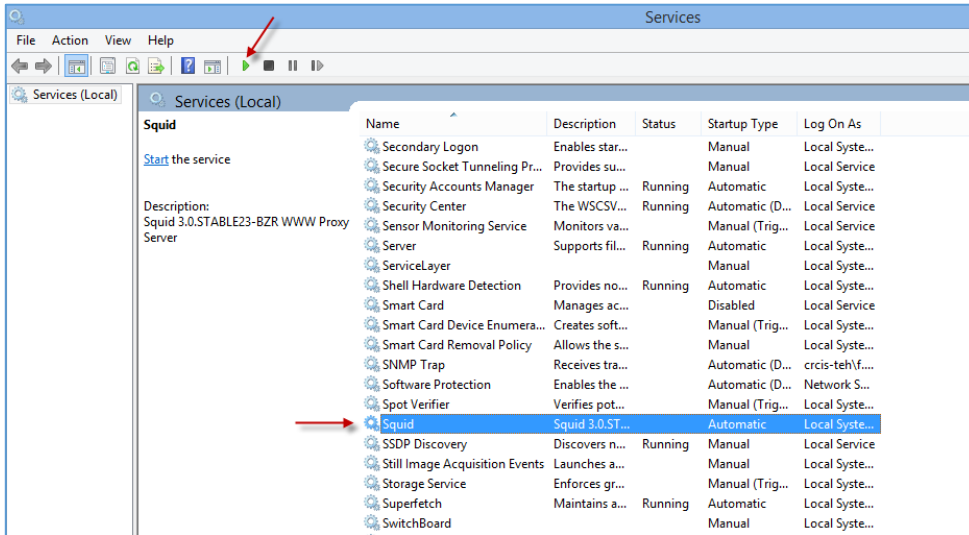 Services
File Action View Help
Services (Local)
Services (Local)
Squid
Start the service
Description:
Squid 3.0.STABLE23-BZR WWW Proxy
Server
Name Description Status Startup Type Log On As
Secondary Logon Enables star... Manual Local Syste...
Secure Socket Tunneling Pr... Provides su... Manual Local Service
Security Accounts Manager The startup ... Running Automatic Local Syste...
Security Center The WSCSV... Running Automatic (D... Local Service
Sensor Monitoring Service Monitors va... Manual (Trig... Local Service
Server Supports fil... Running Automatic Local Syste...
ServiceLayer Manual Local Syste...
Shell Hardware Detection Provides no... Running Automatic Local Syste...
Smart Card Manages ac... Disabled Local Service
Smart Card Device Enumera... Creates soft... Manual (Trig... Local Syste...
Smart Card Removal Policy Allows the s... Manual Local Syste...
SNMP Trap Receives tra... Automatic (D... crcis-teh\f....
Software Protection Enables the ... Automatic (D... Network S...
Spot Verifier Verifies pot... Manual (Trig... Local Syste...
Squid Squid 3.0.ST... Automatic Local Syste...
SSDP Discovery Discovers n... Running Manual Local Service
Still Image Acquisition Events Launches a... Manual Local Syste...
Storage Service Enforces gr... Manual (Trig... Local Syste...
Superfetch Maintains a... Running Automatic Local Syste...
SwitchBoard Manual Local Syste...